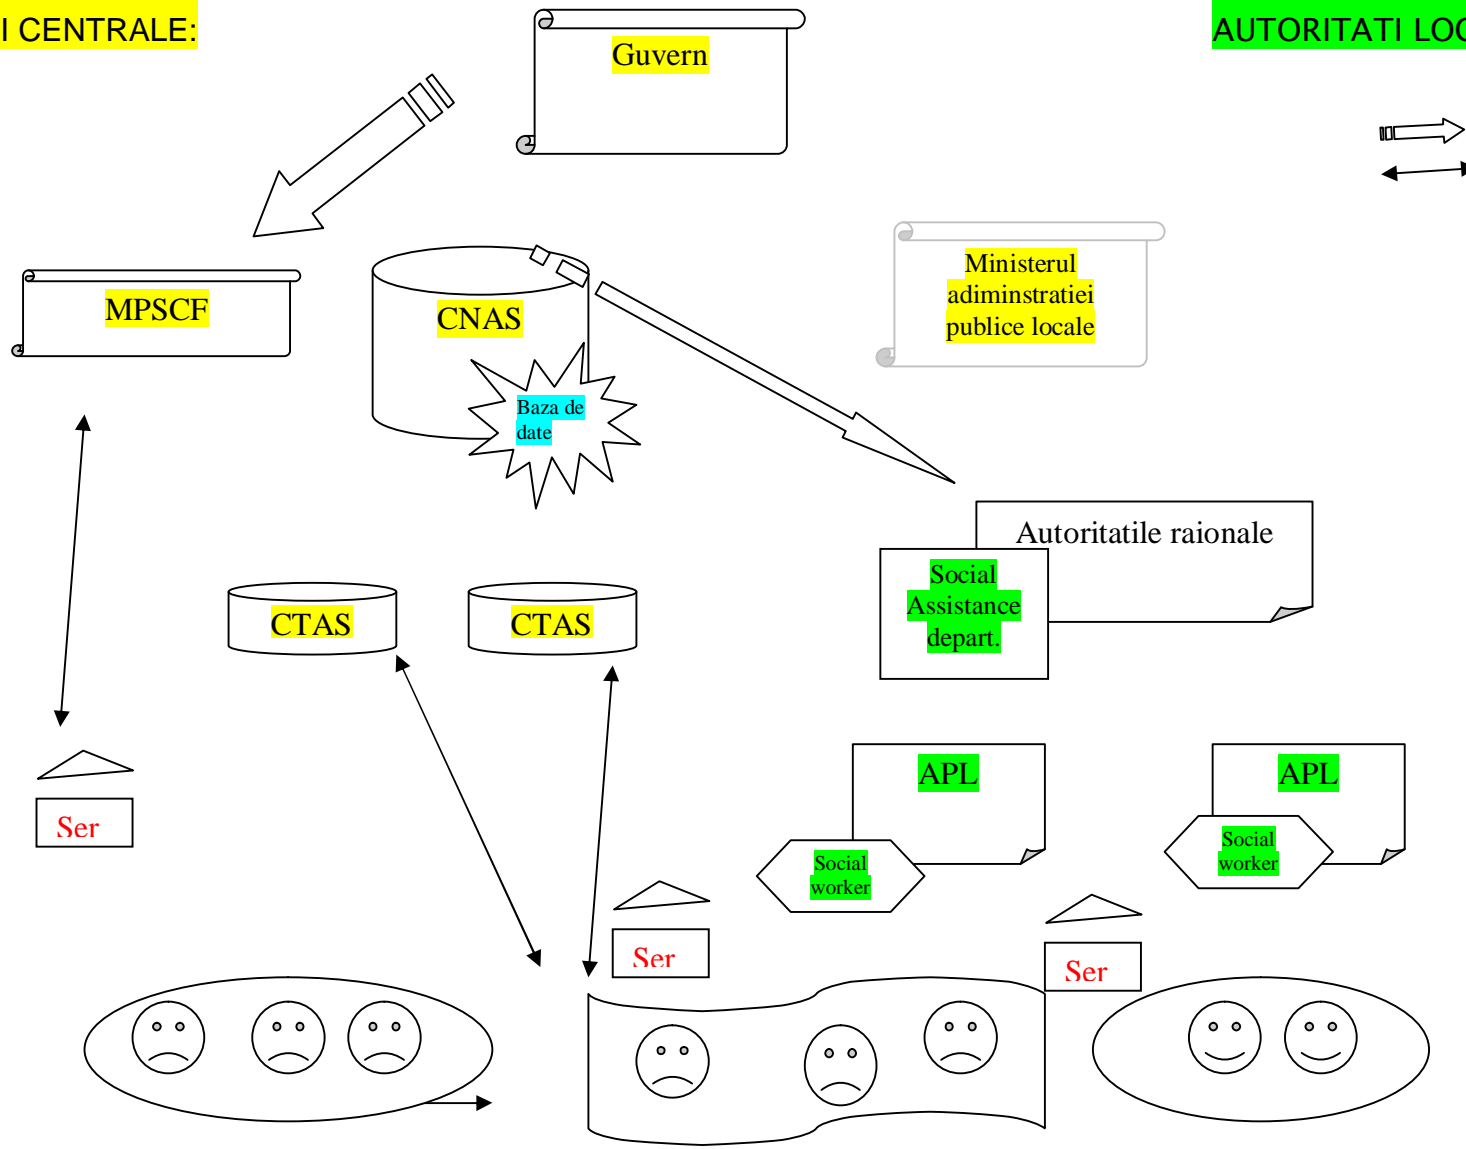 I CENTRALE:
AUTORITATI LOC
Guvern
MPSCF
CNAS
Baza de
date
Ministerul
adiminstratiei
publice locale
Autoritatile raionale
Social
Assistance
depart.
CTAS
CTAS
APL
Social
worker
APL
Social
worker
Ser
Ser
Ser